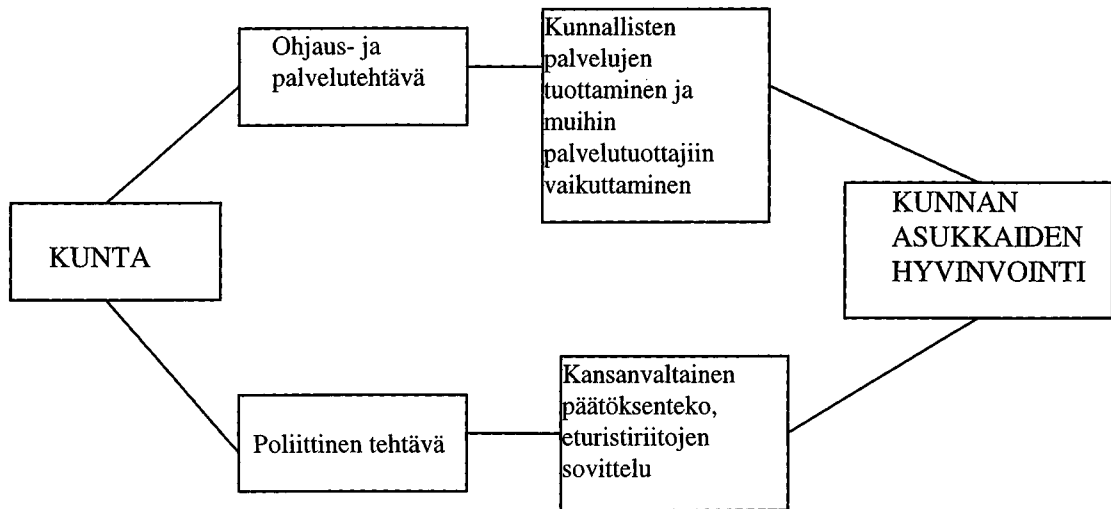 Ohjaus- ja
palvelutehtävä
Kunnallisten
palvelujen
tuottaminen ja
muihin
palvelutuottajiin
vaikuttaminen
KUNTA
KUNNAN
ASUKKAIDEN
HYVINVOINTI
Poliittinen tehtävä
Kansanvaltainen
päätöksenteko,
eturistiriitojen
sovittelu